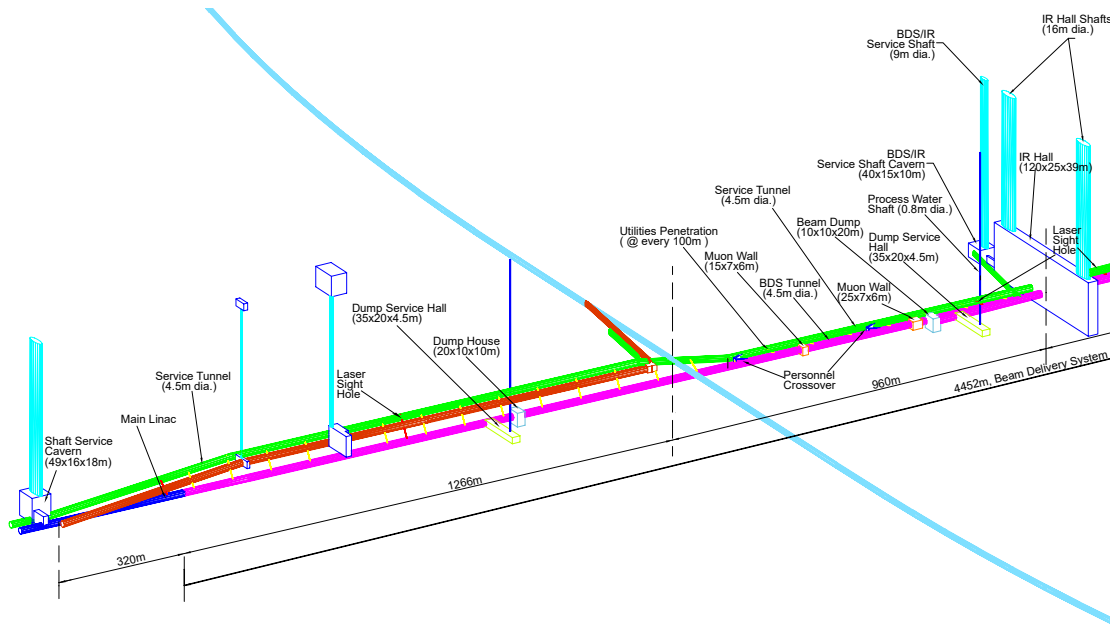 IR Hall Shafts
(16m dia.)
BDS/IR
Service Shaft
(9m dia.)
BDS/IR
Service Shaft Cavern
(40x15x10m)
IR Hall
(120x25x39m)
Service Tunnel
(4.5m dia.)
Process Water
Shaft (0.8m dia.)
Beam Dump
(10x10x20m)
Utilities Penetration
( @ every 100m )
Dump Service
Hall
(35x20x4.5m)
Laser
Sight
Hole
Muon Wall
(15x7x6m)
BDS Tunnel
(4.5m dia.)
Muon Wall
(25x7x6m)
Dump Service Hall
(35x20x4.5m)
Dump House
(20x10x10m)
Personnel
Crossover
Laser
Sight
Hole
Service Tunnel
(4.5m dia.)
Main Linac
Shaft Service
Cavern
(49x16x18m)
960m
4452m, Beam Delivery System
1266m
320m